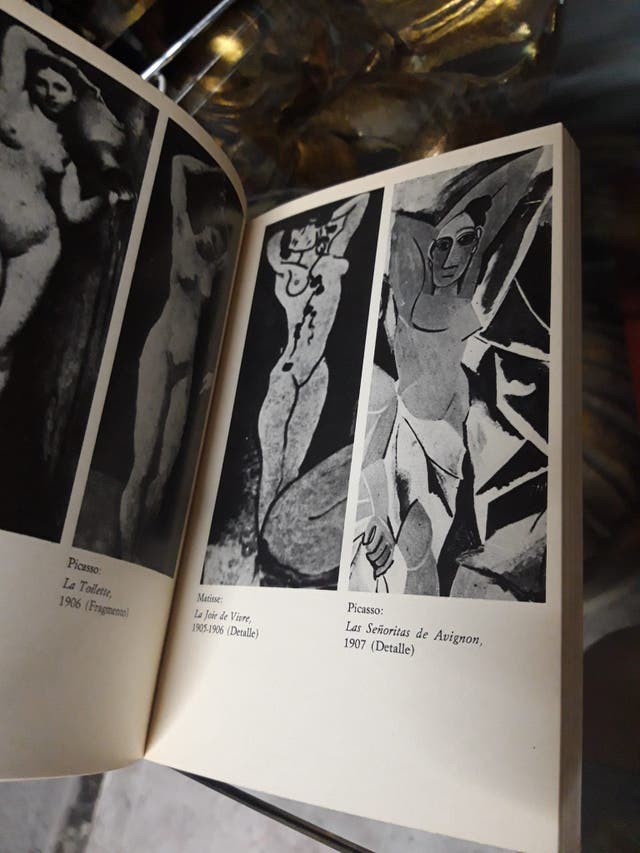 Picasso:
La Toilette,
1906 (Fragmento)
Matisse:
La Joie de Vivre,
1905-1906 (Detalle)
Picasso:
Las Señoritas de Avignon,
1907 (Detalle)